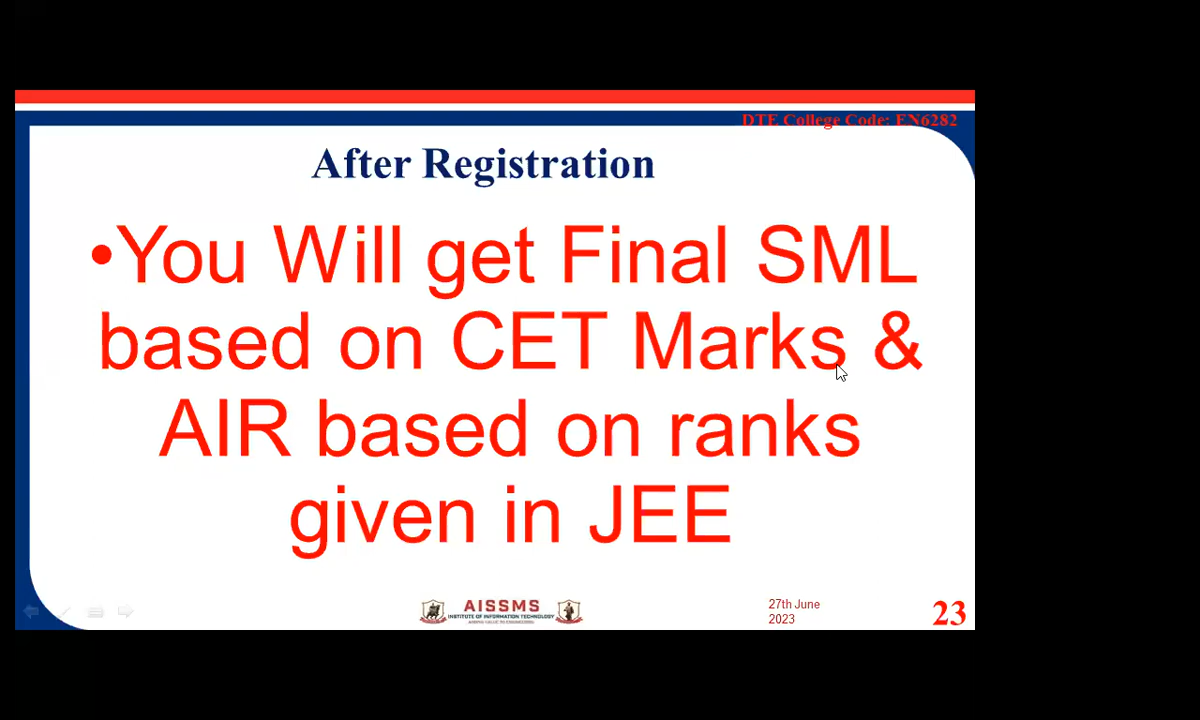 DTE College Code: EN6282
After Registration
•You Will get Final SML
based on CET Marks &
AIR based on ranks
given in JEE
AISSMS
INSTITUTE OF INFORMATION TECHNOLOGY
27th June
2023
23